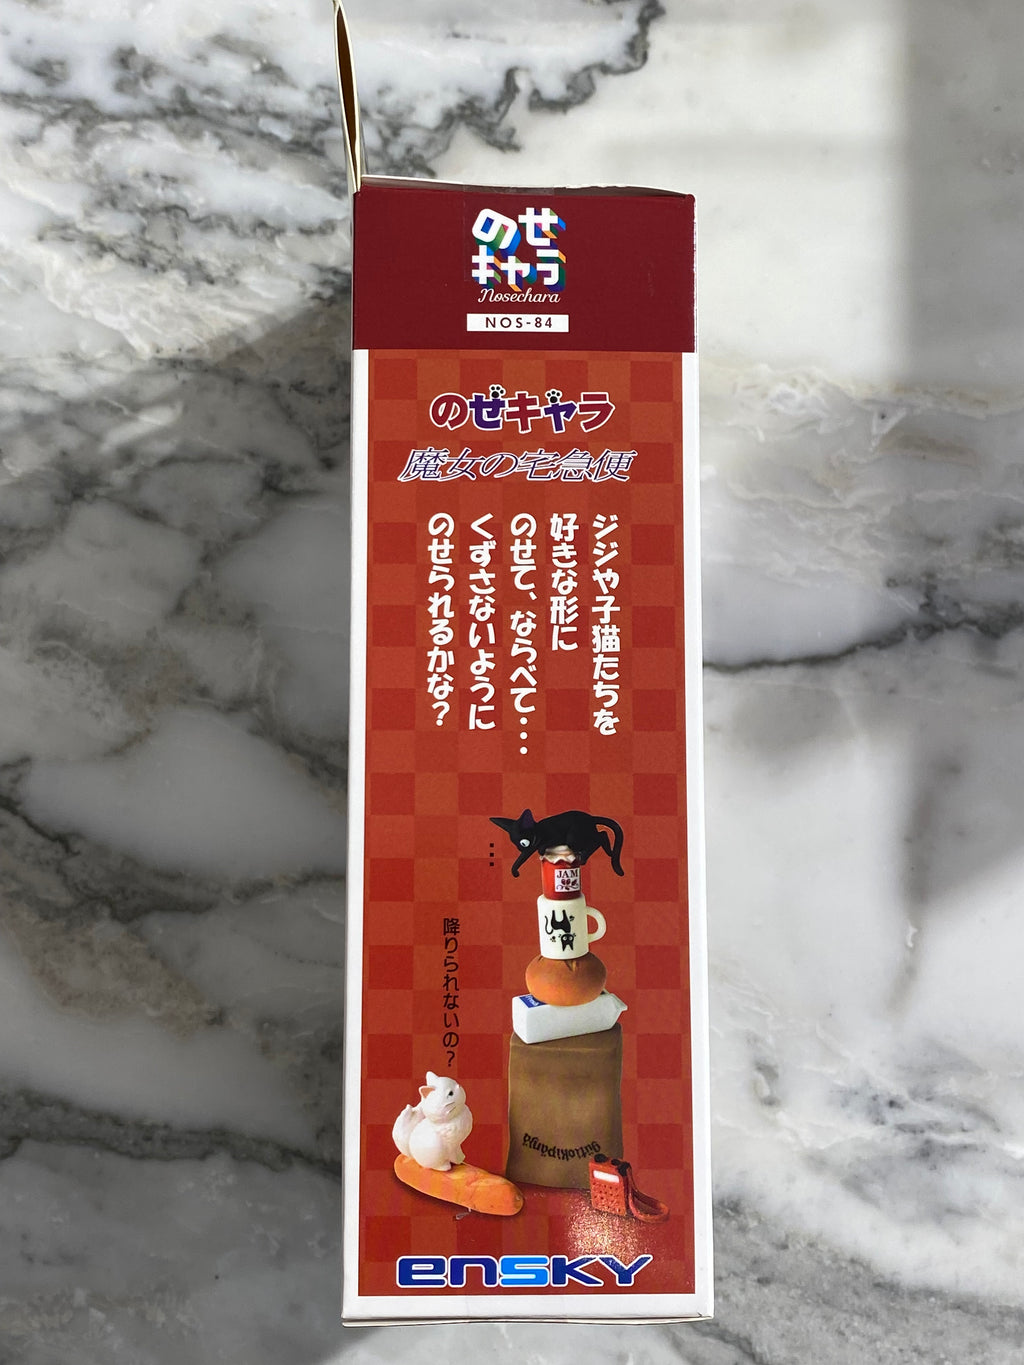 のせ
キャラ
Nosechara
NOS-84
のせキャラ
魔女の宅急便
ジジや子猫たちを
好きな形に
のせて、ならべて・・・
くずさないように
のせられるかな？
…
JAM
降りられないの？
gütiokipänjä
ensky